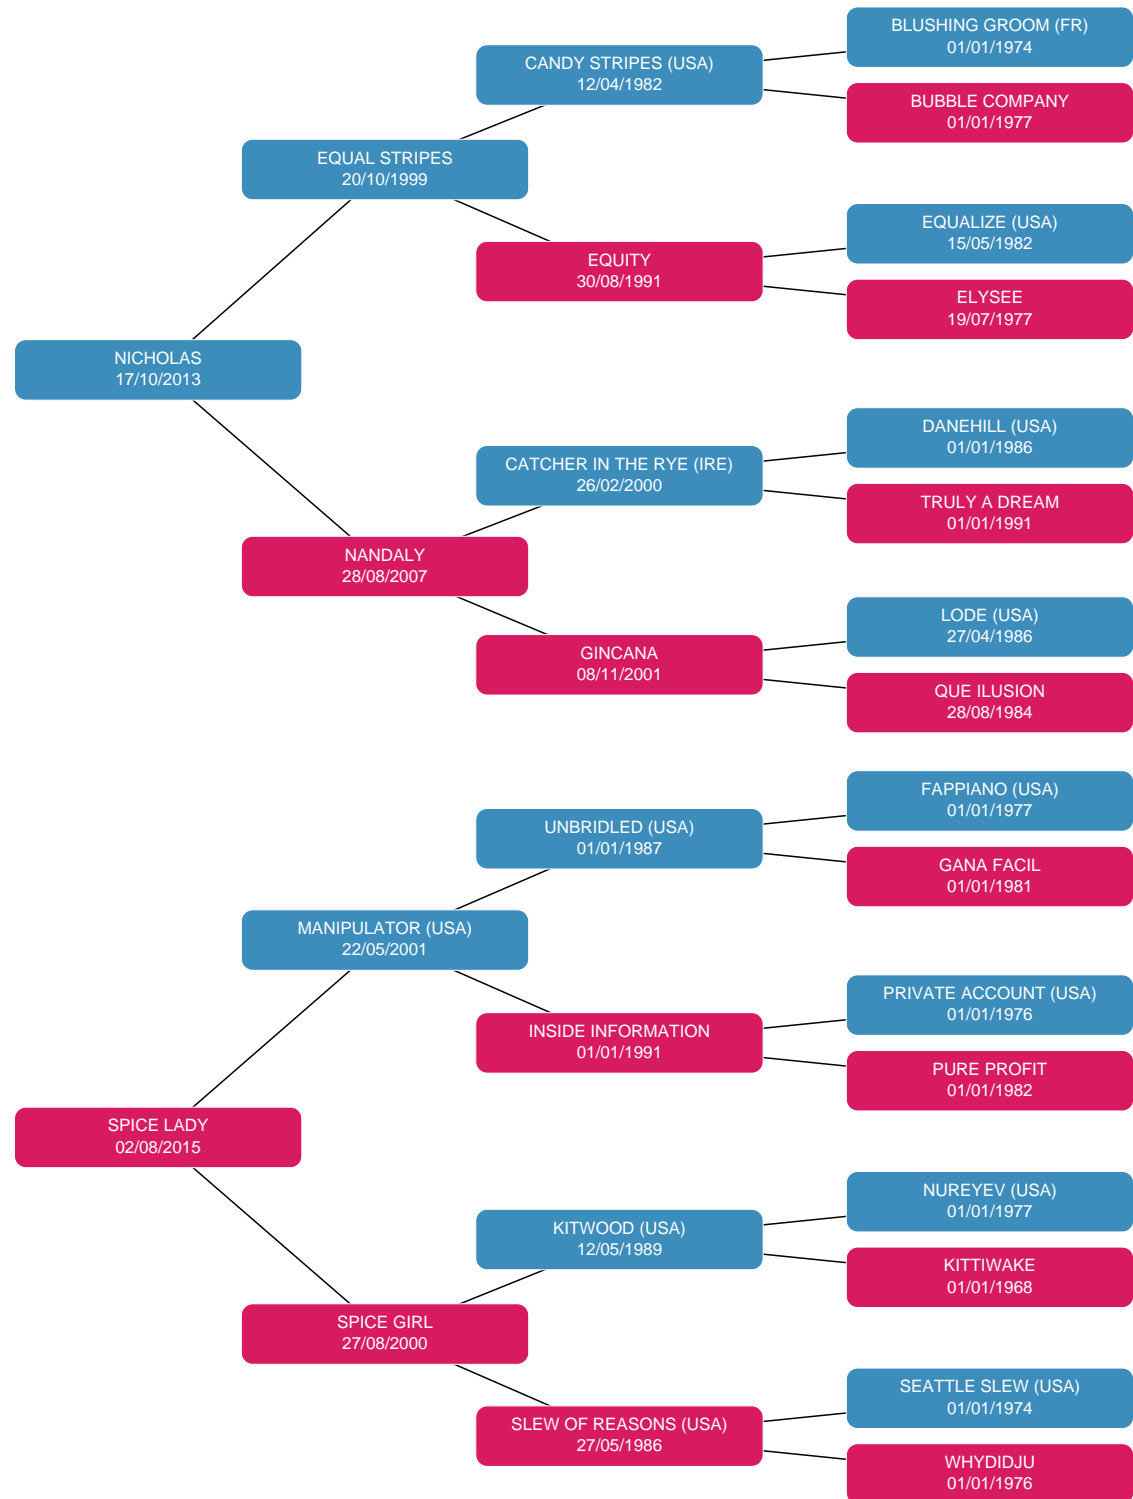 BLUSHING GROOM (FR)
01/01/1974
CANDY STRIPES (USA)
12/04/1982
BUBBLE COMPANY
01/01/1977
EQUAL STRIPES
20/10/1999
EQUALIZE (USA)
15/05/1982
EQUITY
30/08/1991
ELYSEE
19/07/1977
NICHOLAS
17/10/2013
DANEHILL (USA)
01/01/1986
CATCHER IN THE RYE (IRE)
26/02/2000
TRULY A DREAM
01/01/1991
NANDALY
28/08/2007
LODE (USA)
27/04/1986
GINCANA
08/11/2001
QUE ILUSION
28/08/1984
FAPPIANO (USA)
01/01/1977
UNBRIDLED (USA)
01/01/1987
GANA FACIL
01/01/1981
MANIPULATOR (USA)
22/05/2001
PRIVATE ACCOUNT (USA)
01/01/1976
INSIDE INFORMATION
01/01/1991
PURE PROFIT
01/01/1982
SPICE LADY
02/08/2015
NUREYEV (USA)
01/01/1977
KITWOOD (USA)
12/05/1989
KITTIWAKE
01/01/1968
SPICE GIRL
27/08/2000
SEATTLE SLEW (USA)
01/01/1974
SLEW OF REASONS (USA)
27/05/1986
WHYDIDJU
01/01/1976